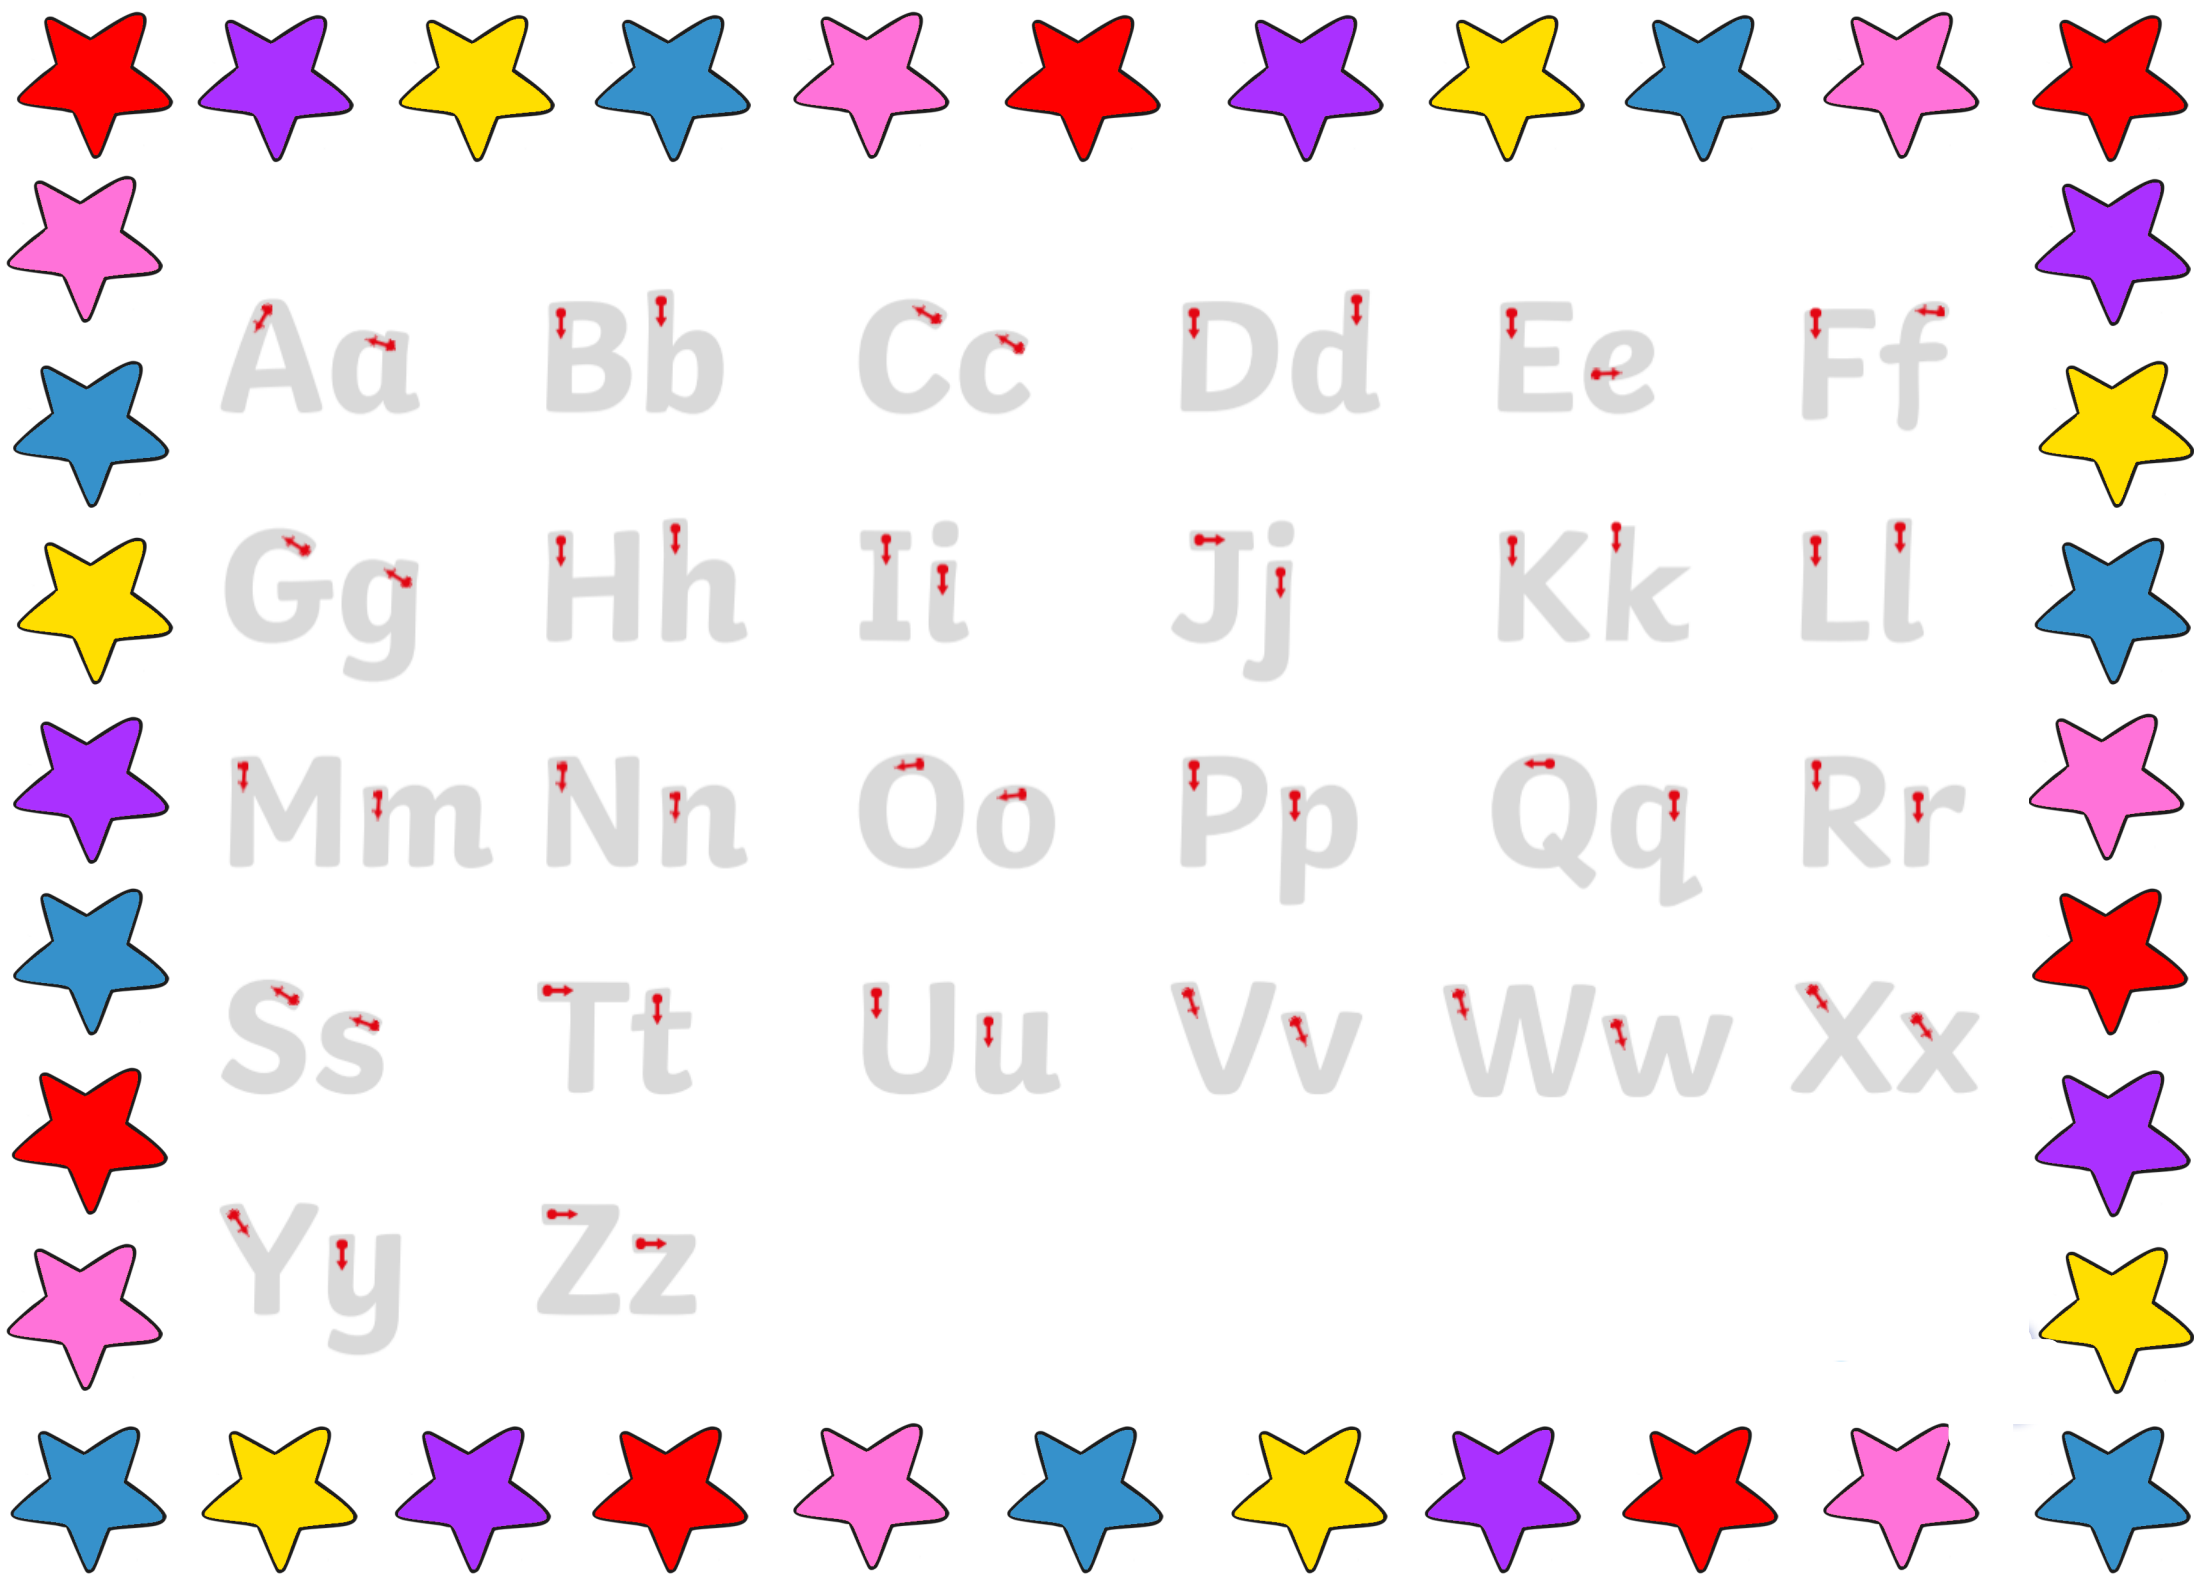 Aa Bb Cc Dd Ee Ff
Gg Hh Ii Jj Kk Ll
Mm Nn Oo Pp Qq Rr
Ss Tt Uu Vv Ww Xx
Yy Zz